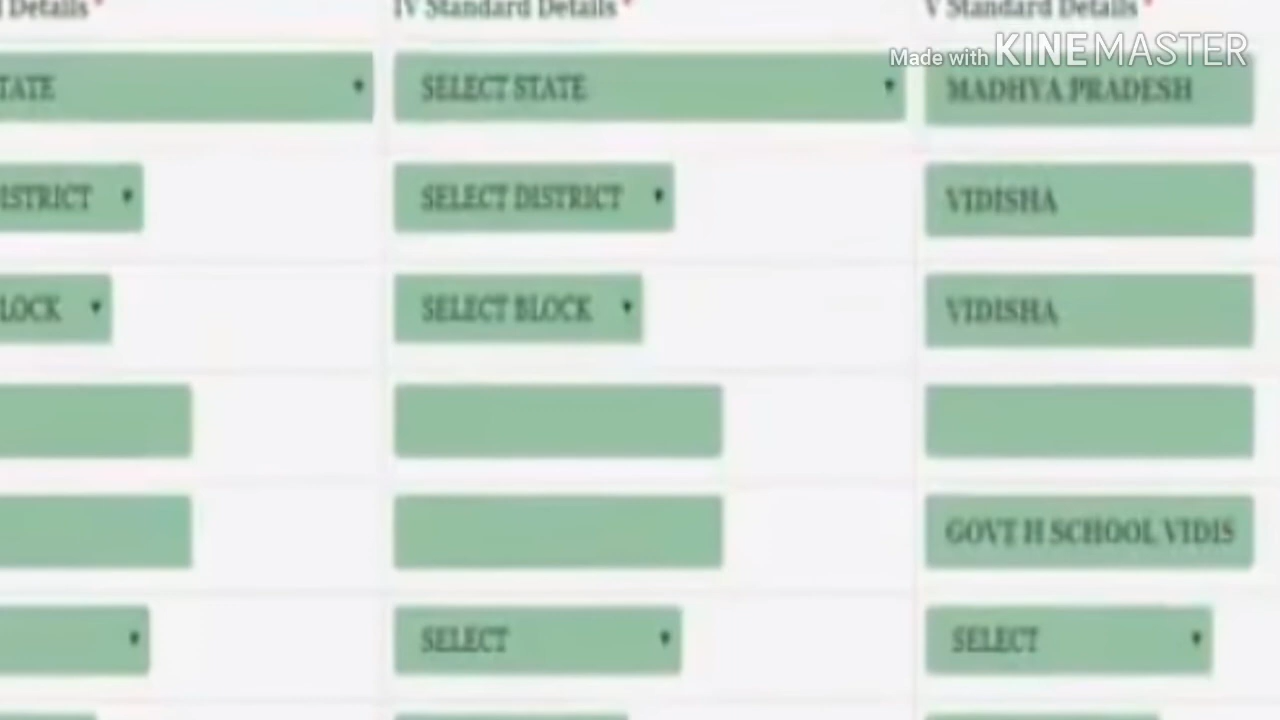 Details * IV Standard Details * V Standard Details *
Made with KINEMASTER
TATE SELECT STATE MADHYA PRADESH
ISTRICT SELECT DISTRICT VIDISHA
LOCK SELECT BLOCK VIDISHA
GOVT H SCHOOL VIDIS
SELECT SELECT